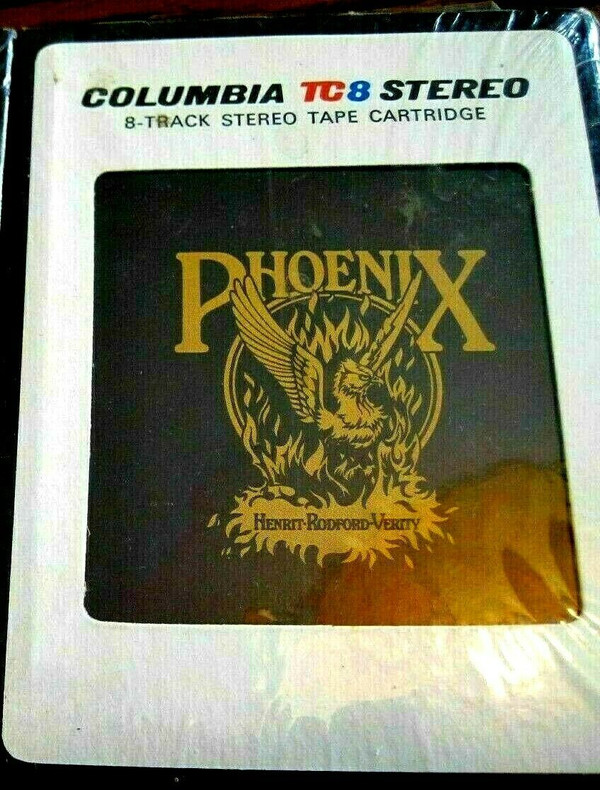 COLUMBIA TC8 STEREO
8-TRACK STEREO TAPE CARTRIDGE
PHOENIX
HENRIT-RODFORD-VERITY